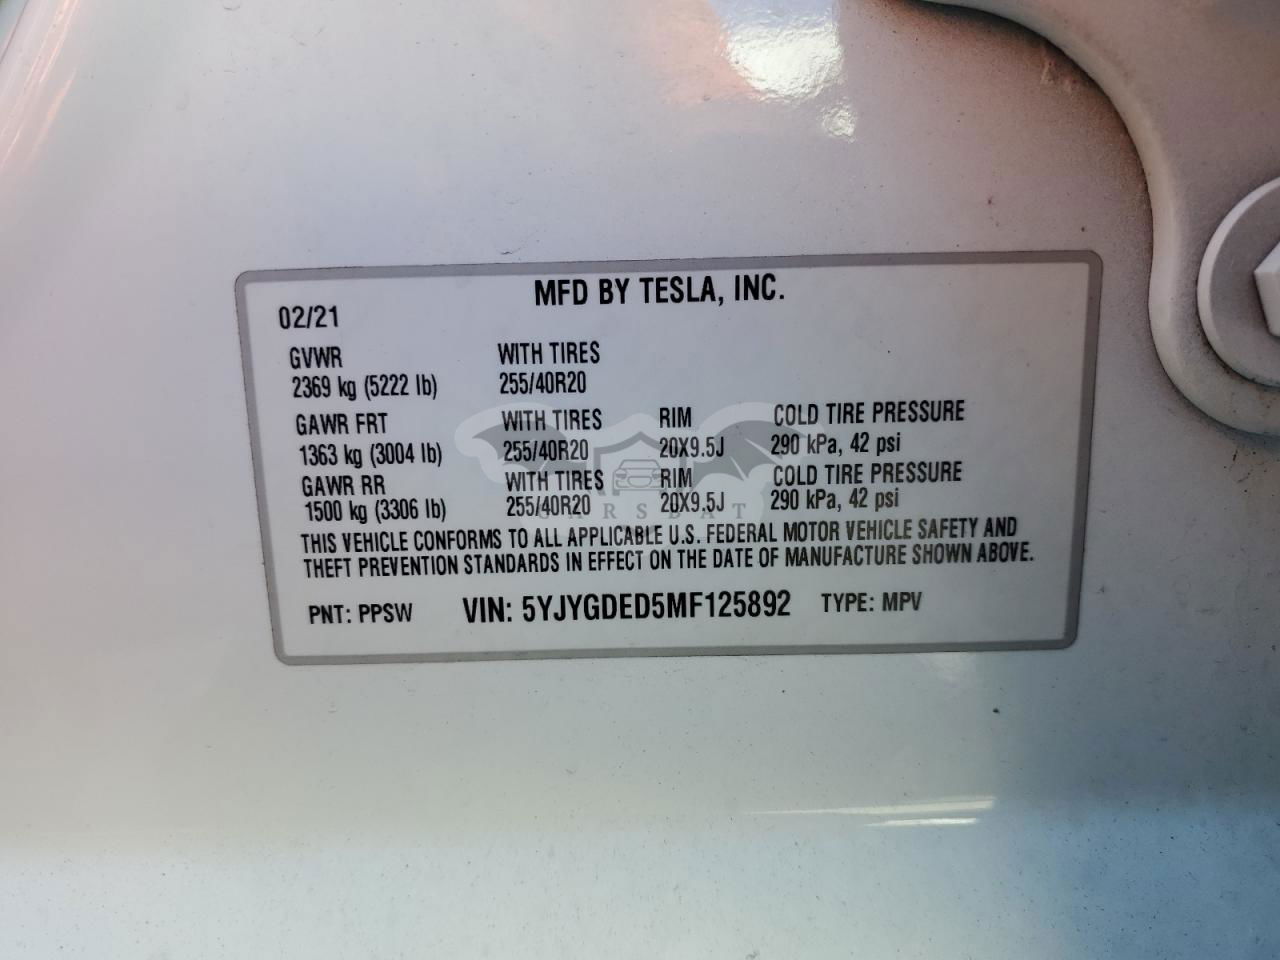 MFD BY TESLA, INC.
02/21
GVWR WITH TIRES
2369 kg (5222 lb) 255/40R20
GAWR FRT WITH TIRES RIM COLD TIRE PRESSURE
1363 kg (3004 lb) 255/40R20 20X9.5J 290 kPa, 42 psi
GAWR RR WITH TIRES RIM COLD TIRE PRESSURE
1500 kg (3306 lb) 255/40R20 20X9.5J 290 kPa, 42 psi
CARSBAT
THIS VEHICLE CONFORMS TO ALL APPLICABLE U.S. FEDERAL MOTOR VEHICLE SAFETY AND
THEFT PREVENTION STANDARDS IN EFFECT ON THE DATE OF MANUFACTURE SHOWN ABOVE.
PNT: PPSW VIN: 5YJYGDED5MF125892 TYPE: MPV